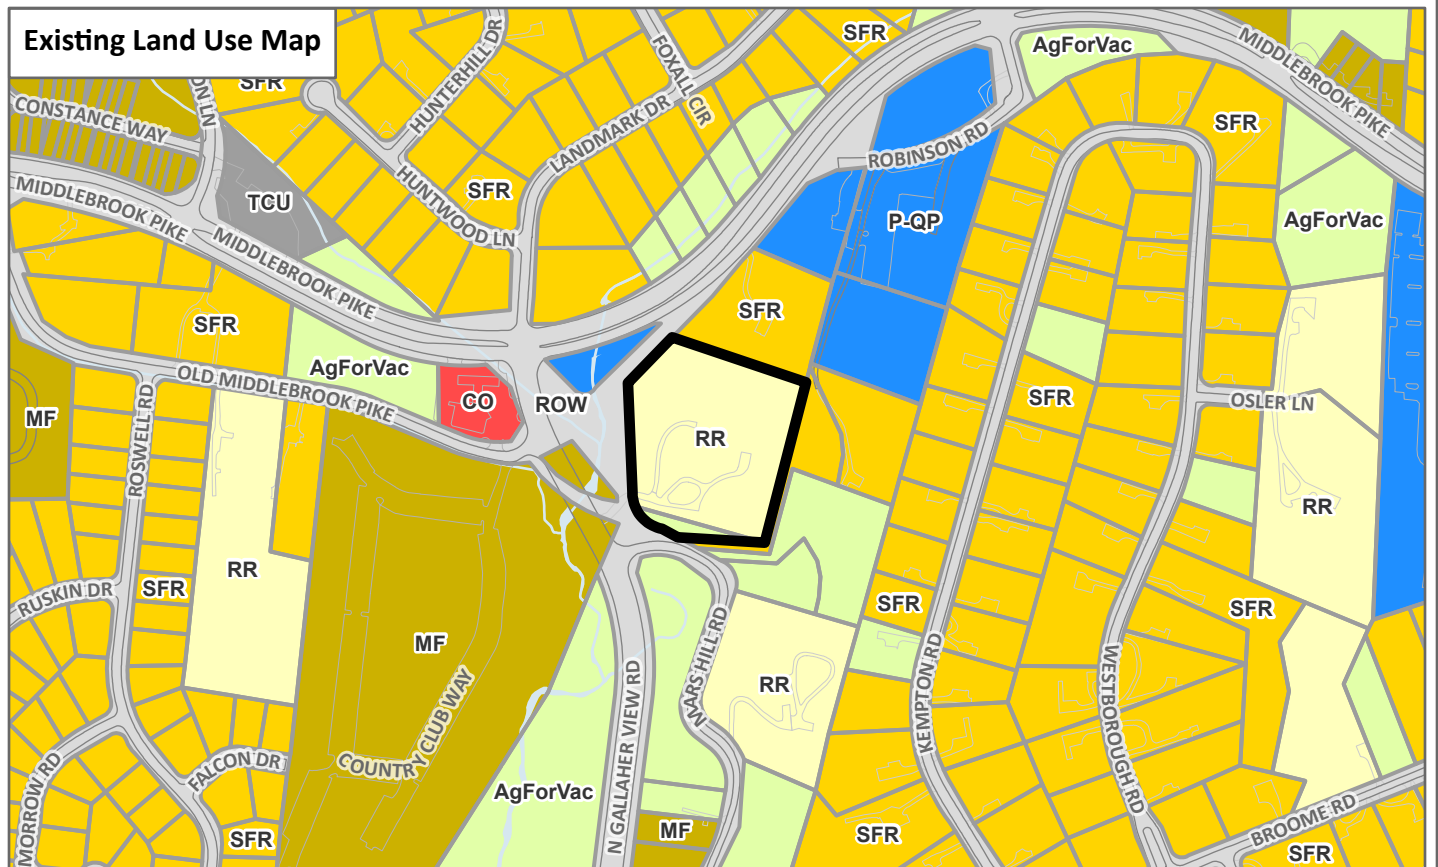 Existing Land Use Map
SFR
HUNTERHILL DR
FOXALL CIR
SFR
AgForVac
MIDDLEBROOK PIKE
CONSTANCE WAY
ON LN
LANDMARK DR
ROBINSON RD
SFR
MIDDLEBROOK PIKE
TCU
HUNTWOOD LN
SFR
P-QP
AgForVac
MIDDLEBROOK PIKE
SFR
SFR
AgForVac
OLD MIDDLEBROOK PIKE
CO
ROW
MF
ROSWELL RD
RR
SFR
OSLER LN
RR
RR
SFR
RUSKIN DR
MF
SFR
SFR
KEMPTON RD
WESTBOROUGH RD
MARS HILL RD
RR
N GALLAHER VIEW RD
COUNTRY CLUB WAY
FALCON DR
MORROW RD
AgForVac
MF
SFR
SFR
BROOME RD
SFR